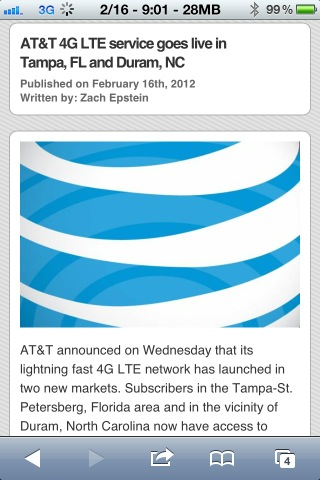 3G 2/16 - 9:01 - 28MB 99%
AT&T 4G LTE service goes live in
Tampa, FL and Duram, NC
Published on February 16th, 2012
Written by: Zach Epstein
AT&T announced on Wednesday that its
lightning fast 4G LTE network has launched in
two new markets. Subscribers in the Tampa-St.
Petersberg, Florida area and in the vicinity of
Duram, North Carolina now have access to
4